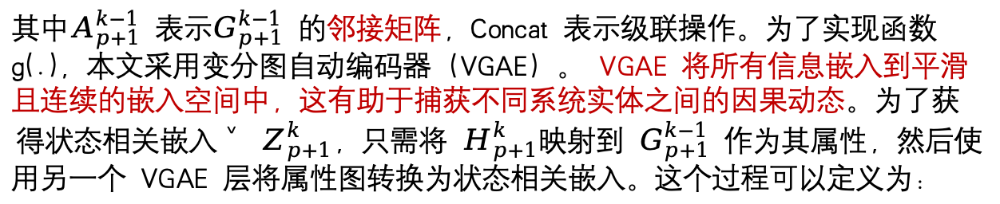 其中$A_{p+1}^{k-1}$ 表示$G_{p+1}^{k-1}$ 的邻接矩阵，Concat 表示级联操作。为了实现函数
g(.)，本文采用变分图自动编码器（VGAE）。 VGAE 将所有信息嵌入到平滑
且连续的嵌入空间中，这有助于捕获不同系统实体之间的因果动态。为了获
得状态相关嵌入 ˅ $Z_{p+1}^{k}$，只需将 $H_{p+1}^{k}$映射到 $G_{p+1}^{k-1}$ 作为其属性，然后使
用另一个 VGAE 层将属性图转换为状态相关嵌入。这个过程可以定义为：